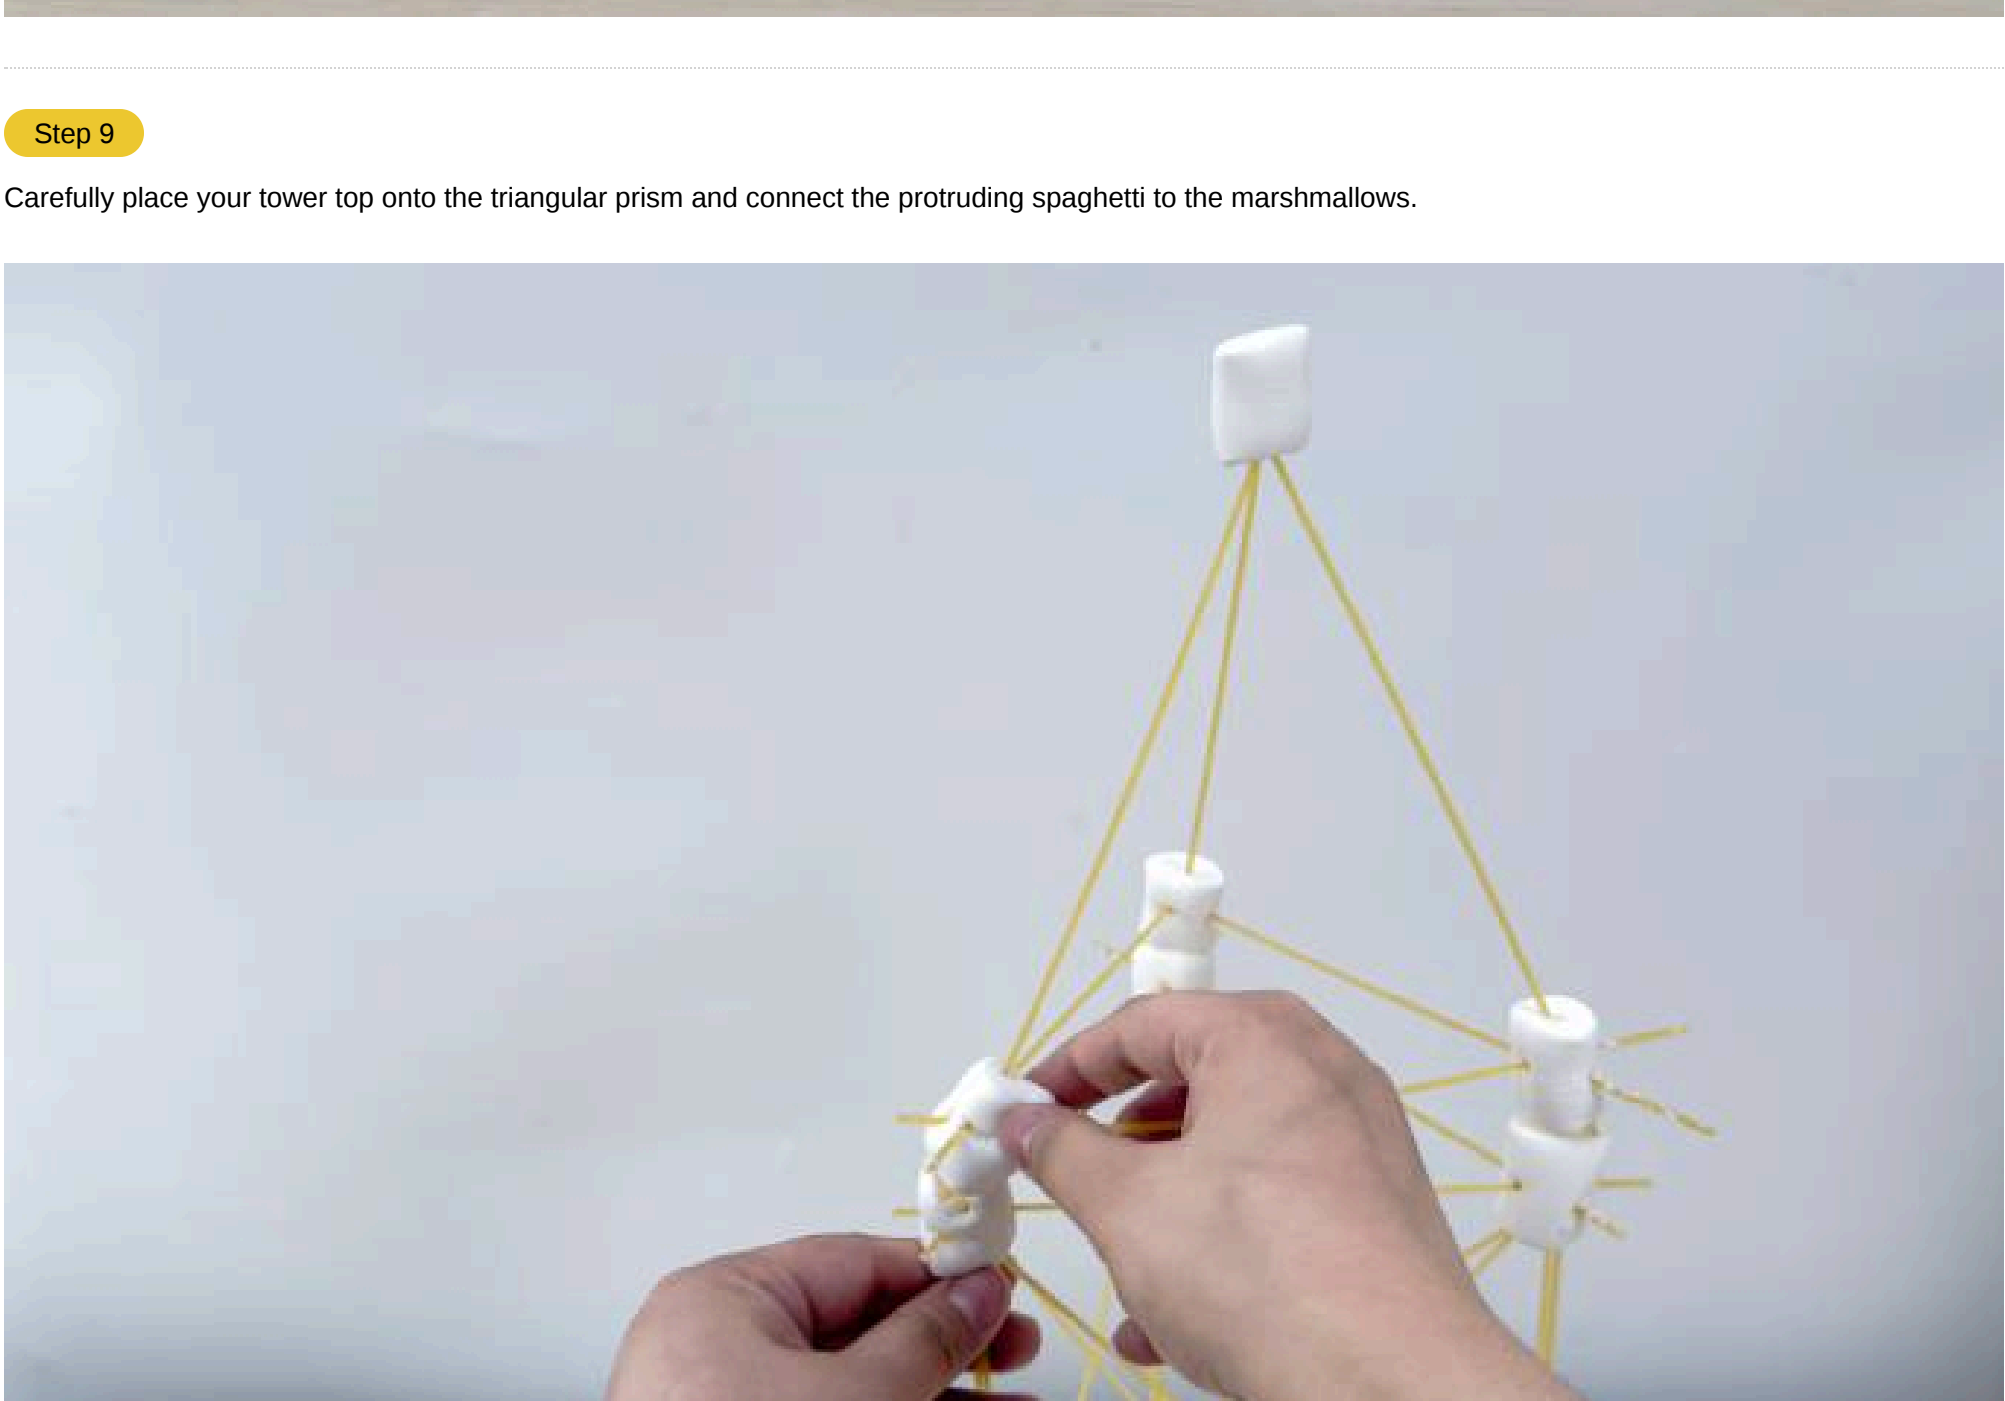 Step 9
Carefully place your tower top onto the triangular prism and connect the protruding spaghetti to the marshmallows.